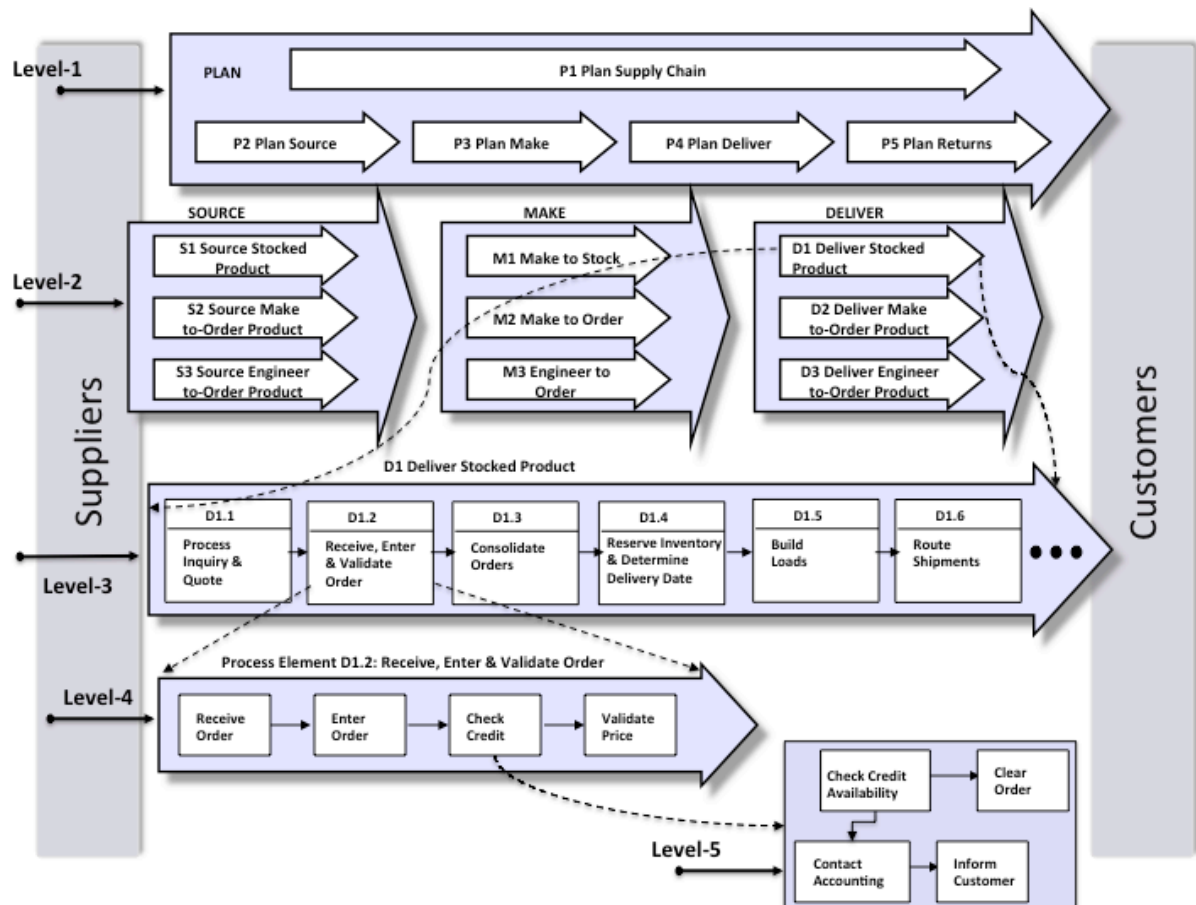 Level-1
PLAN
P1 Plan Supply Chain
P2 Plan Source
P3 Plan Make
P4 Plan Deliver
P5 Plan Returns
Suppliers
Customers
Level-2
SOURCE
S1 Source Stocked
Product
S2 Source Make
to-Order Product
S3 Source Engineer
to-Order Product
MAKE
M1 Make to Stock
M2 Make to Order
M3 Engineer to
Order
DELIVER
D1 Deliver Stocked
Product
D2 Deliver Make
to-Order Product
D3 Deliver Engineer
to-Order Product
D1 Deliver Stocked Product
Level-3
D1.1
Process
Inquiry &
Quote
D1.2
Receive, Enter
& Validate
Order
D1.3
Consolidate
Orders
D1.4
Reserve Inventory
& Determine
Delivery Date
D1.5
Build
Loads
D1.6
Route
Shipments
Process Element D1.2: Receive, Enter & Validate Order
Level-4
Receive
Order
Enter
Order
Check
Credit
Validate
Price
Level-5
Check Credit
Availability
Clear
Order
Contact
Accounting
Inform
Customer